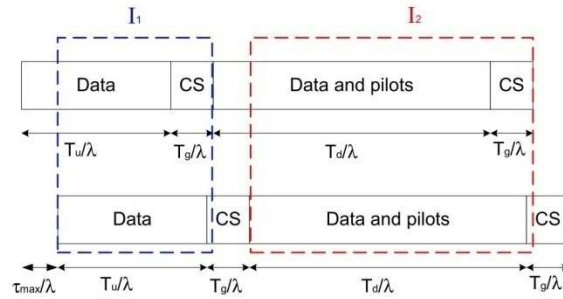 I₁ I₂
Data CS Data and pilots CS
Tu/λ Tg/λ Td/λ Tg/λ
Data CS Data and pilots CS
τmax/λ Tu/λ Tg/λ Td/λ Tg/λ